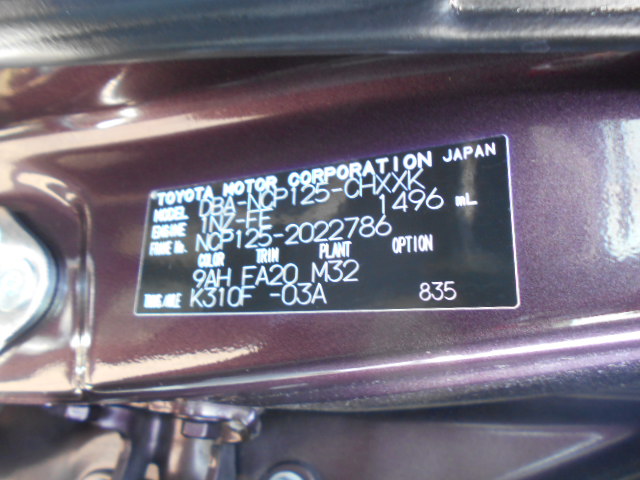 TOYOTA MOTOR CORPORATION JAPAN
MODEL DBA-NCP125-CHXXK
ENGINE 1NZ-FE 1496 mL
FRAME No. NCP125-2022786
COLOR TRIM PLANT OPTION
9AH FA20 M32
TRANS./AXLE K310F -03A 835